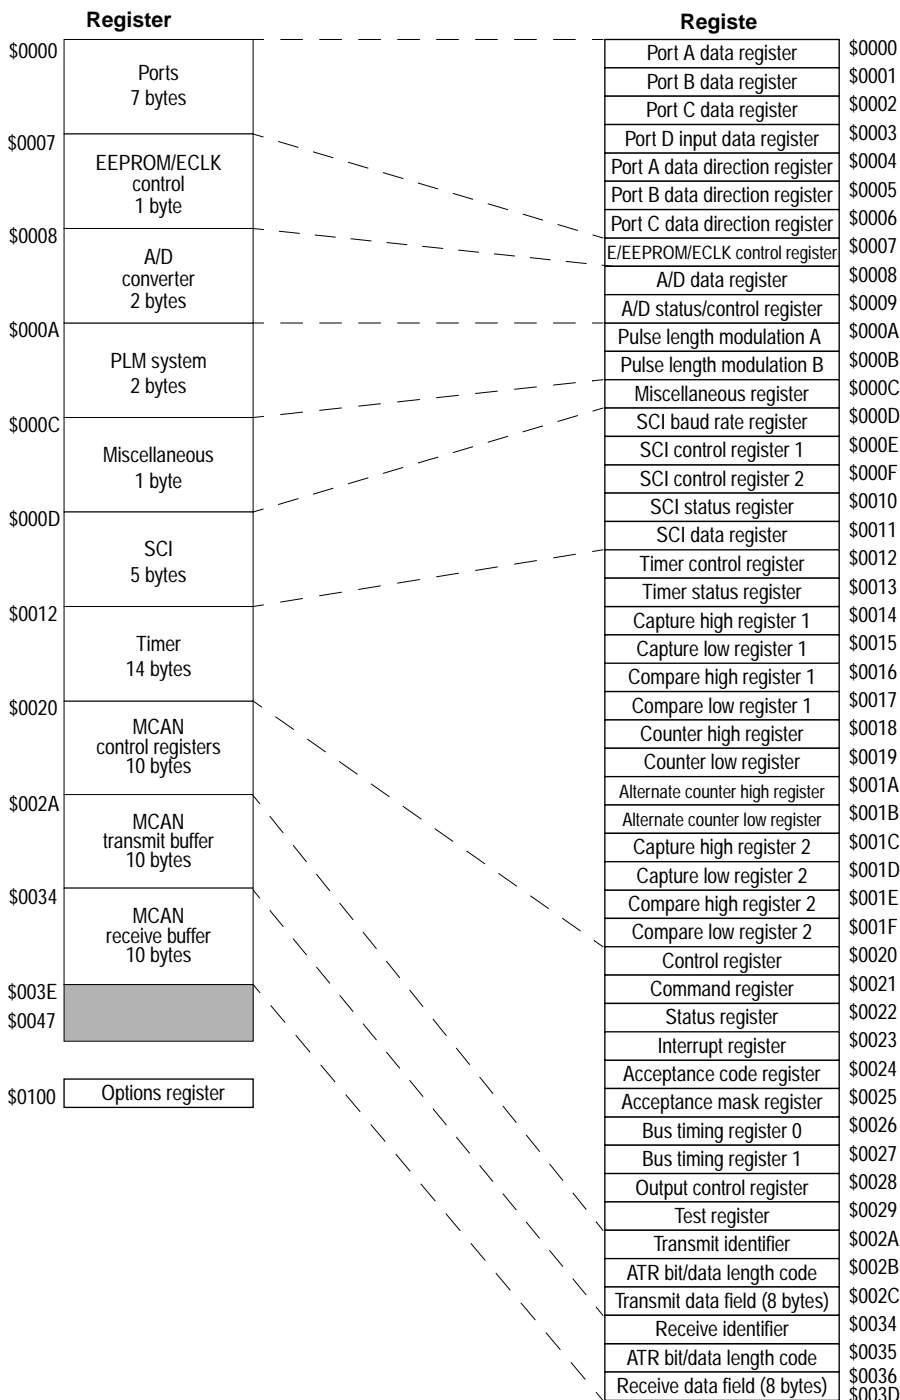 Register
$0000
Ports
7 bytes
$0007
EEPROM/ECLK
control
1 byte
$0008
A/D
converter
2 bytes
$000A
PLM system
2 bytes
$000C
Miscellaneous
1 byte
$000D
SCI
5 bytes
$0012
Timer
14 bytes
$0020
MCAN
control registers
10 bytes
$002A
MCAN
transmit buffer
10 bytes
$0034
MCAN
receive buffer
10 bytes
$003E
$0047
$0100 Options register
Registe
Port A data register $0000
Port B data register $0001
Port C data register $0002
Port D input data register $0003
Port A data direction register $0004
Port B data direction register $0005
Port C data direction register $0006
E/EEPROM/ECLK control register $0007
A/D data register $0008
A/D status/control register $0009
Pulse length modulation A $000A
Pulse length modulation B $000B
Miscellaneous register $000C
SCI baud rate register $000D
SCI control register 1 $000E
SCI control register 2 $000F
SCI status register $0010
SCI data register $0011
Timer control register $0012
Timer status register $0013
Capture high register 1 $0014
Capture low register 1 $0015
Compare high register 1 $0016
Compare low register 1 $0017
Counter high register $0018
Counter low register $0019
Alternate counter high register $001A
Alternate counter low register $001B
Capture high register 2 $001C
Capture low register 2 $001D
Compare high register 2 $001E
Compare low register 2 $001F
Control register $0020
Command register $0021
Status register $0022
Interrupt register $0023
Acceptance code register $0024
Acceptance mask register $0025
Bus timing register 0 $0026
Bus timing register 1 $0027
Output control register $0028
Test register $0029
Transmit identifier $002A
ATR bit/data length code $002B
Transmit data field (8 bytes) $002C
Receive identifier $0034
ATR bit/data length code $0035
Receive data field (8 bytes) $0036
$003D